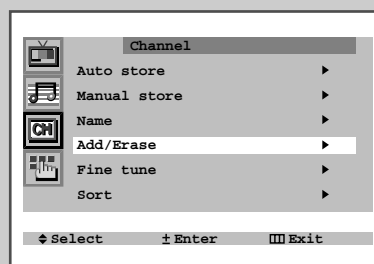 Channel
Auto store ▶
Manual store ▶
Name ▶
CH
Add/Erase ▶
Fine tune ▶
Sort ▶
Select ± Enter Exit